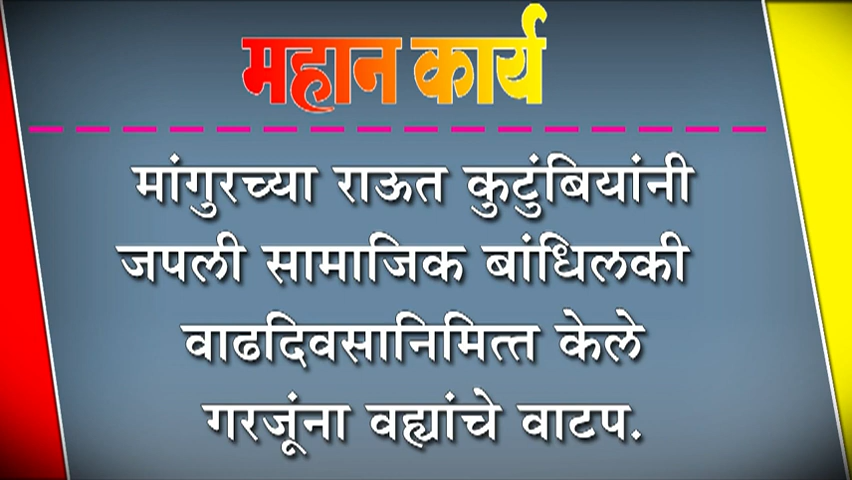 महान कार्य
मांगुरच्या राऊत कुटुंबियांनी
जपली सामाजिक बांधिलकी
वाढदिवसानिमित्त केले
गरजूंना वह्यांचे वाटप.